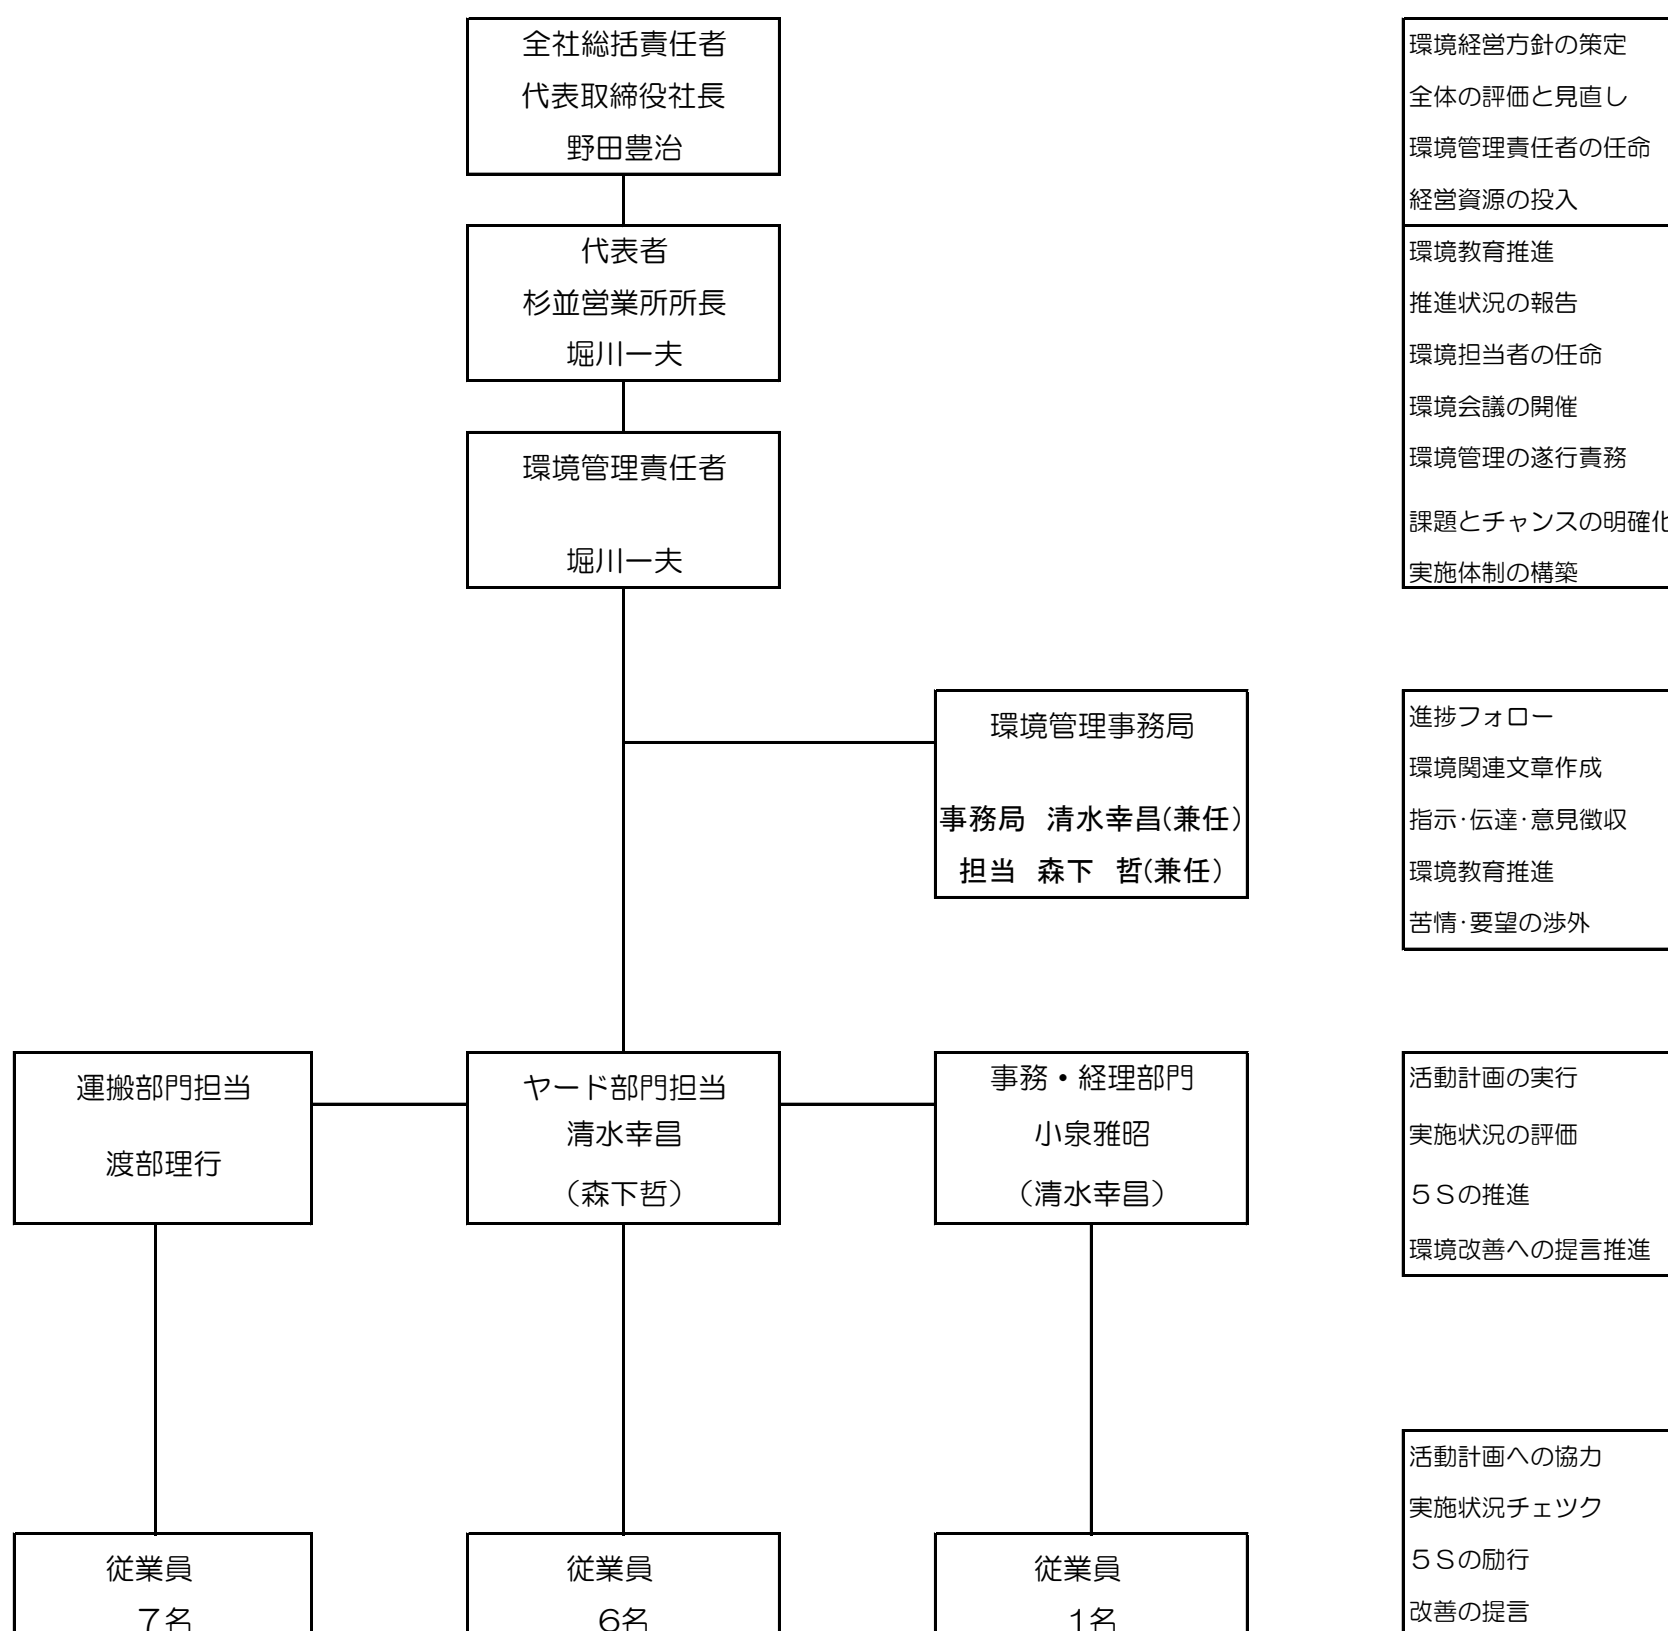 全社総括責任者
代表取締役社長
野田豊治
環境経営方針の策定
全体の評価と見直し
環境管理責任者の任命
経営資源の投入
代表者
杉並営業所所長
堀川一夫
環境教育推進
推進状況の報告
環境担当者の任命
環境会議の開催
環境管理の遂行責務
課題とチャンスの明確化
実施体制の構築
環境管理責任者
堀川一夫
環境管理事務局
事務局 清水幸昌(兼任)
担当 森下 哲(兼任)
進捗フォロー
環境関連文章作成
指示･伝達･意見徴収
環境教育推進
苦情･要望の渉外
運搬部門担当
渡部理行
ヤード部門担当
清水幸昌
（森下哲）
事務・経理部門
小泉雅昭
（清水幸昌）
活動計画の実行
実施状況の評価
５Ｓの推進
環境改善への提言推進
従業員
７名
従業員
6名
従業員
1名
活動計画への協力
実施状況チェツク
５Ｓの励行
改善の提言